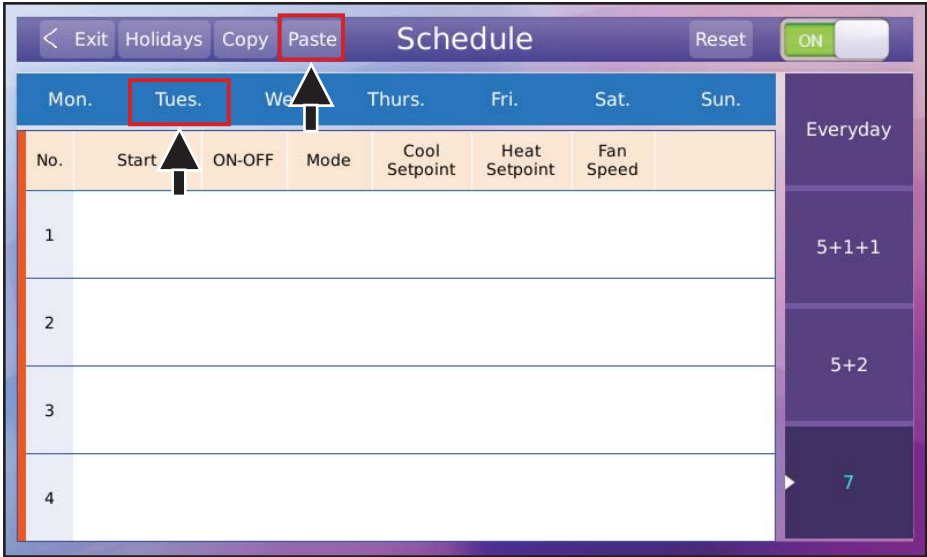 < Exit Holidays Copy Paste Schedule Reset ON
Mon. Tues. We Thurs. Fri. Sat. Sun.
No. Start ON-OFF Mode Cool Setpoint Heat Setpoint Fan Speed
1
2
3
4
Everyday
5+1+1
5+2
7